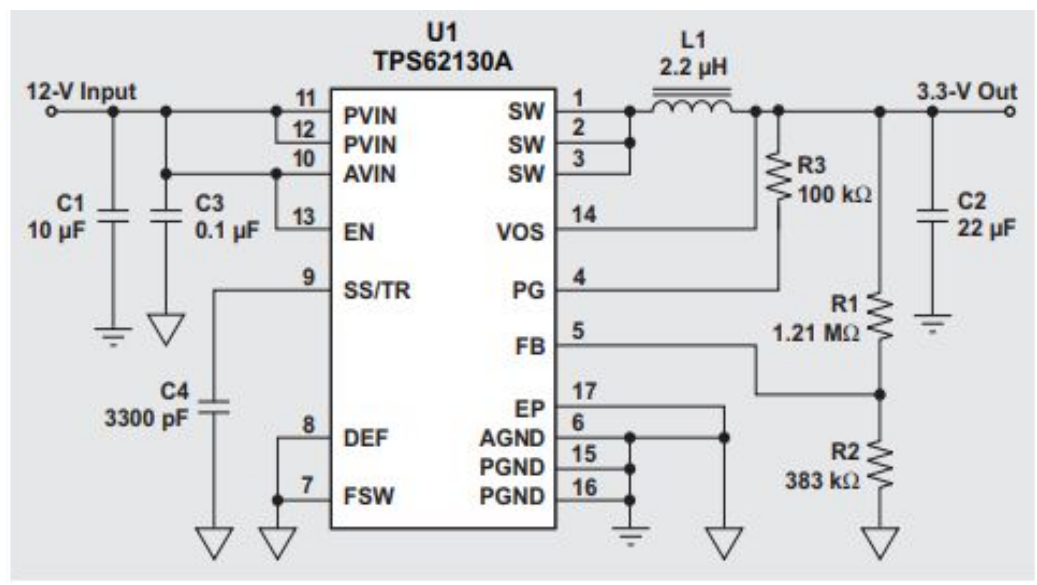 U1
TPS62130A
L1
2.2 µH
12-V Input
3.3-V Out
11
PVIN
SW
1
12
PVIN
SW
2
10
AVIN
SW
3
R3
100 kΩ
C1
10 µF
C3
0.1 µF
C2
22 µF
13
EN
VOS
14
9
SS/TR
PG
4
R1
1.21 MΩ
FB
5
C4
3300 pF
EP
17
8
DEF
AGND
6
PGND
15
R2
383 kΩ
7
FSW
PGND
16